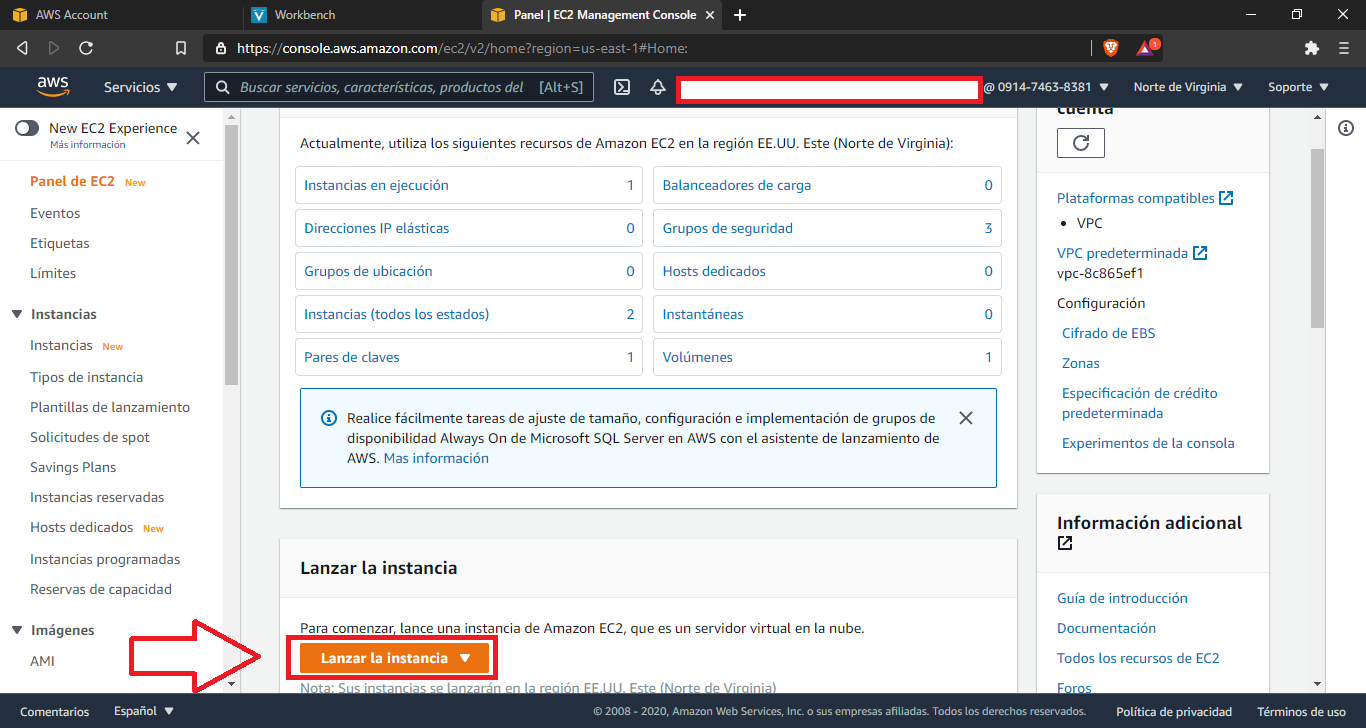 AWS Account
Workbench
Panel | EC2 Management Console
https://console.aws.amazon.com/ec2/v2/home?region=us-east-1#Home:
1
aws
Servicios
Buscar servicios, características, productos del [Alt+S]
@ 0914-7463-8381
Norte de Virginia
Soporte
New EC2 Experience
Más información
Panel de EC2 New
Eventos
Etiquetas
Límites
Instancias
Instancias New
Tipos de instancia
Plantillas de lanzamiento
Solicitudes de spot
Savings Plans
Instancias reservadas
Hosts dedicados New
Instancias programadas
Reservas de capacidad
Imágenes
AMI
Actualmente, utiliza los siguientes recursos de Amazon EC2 en la región EE.UU. Este (Norte de Virginia):
Instancias en ejecución 1
Balanceadores de carga 0
Direcciones IP elásticas 0
Grupos de seguridad 3
Grupos de ubicación 0
Hosts dedicados 0
Instancias (todos los estados) 2
Instantáneas 0
Pares de claves 1
Volúmenes 1
Realice fácilmente tareas de ajuste de tamaño, configuración e implementación de grupos de
disponibilidad Always On de Microsoft SQL Server en AWS con el asistente de lanzamiento de
AWS. Mas información
Lanzar la instancia
Para comenzar, lance una instancia de Amazon EC2, que es un servidor virtual en la nube.
Lanzar la instancia
Nota: Sus instancias se lanzarán en la región EE.UU. Este (Norte de Virginia)
cuenta
Plataformas compatibles
• VPC
VPC predeterminada
vpc-8c865ef1
Configuración
Cifrado de EBS
Zonas
Especificación de crédito
predeterminada
Experimentos de la consola
Información adicional
Guía de introducción
Documentación
Todos los recursos de EC2
Foros
Comentarios
Español
© 2008 - 2020, Amazon Web Services, Inc. o sus empresas afiliadas. Todos los derechos reservados.
Política de privacidad
Términos de uso